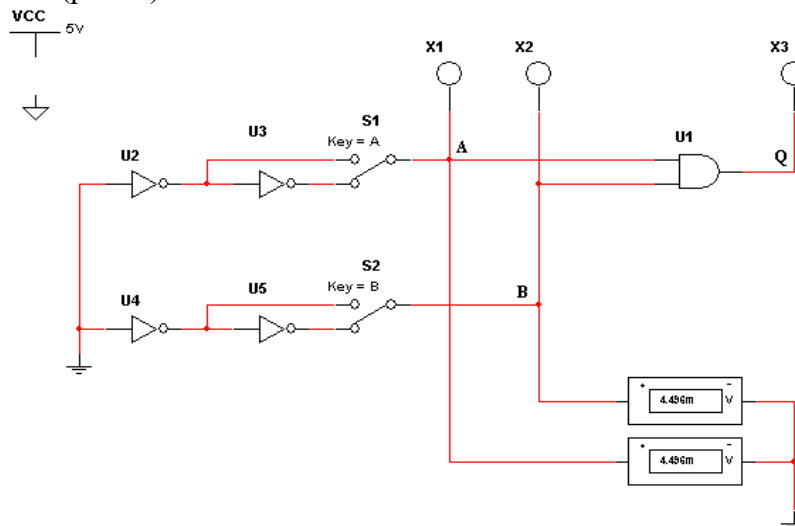 VCC
5V
X1
X2
X3
U3
S1
Key = A
A
U1
Q
U2
U5
S2
Key = B
B
U4
4.496m
V
4.496m
V